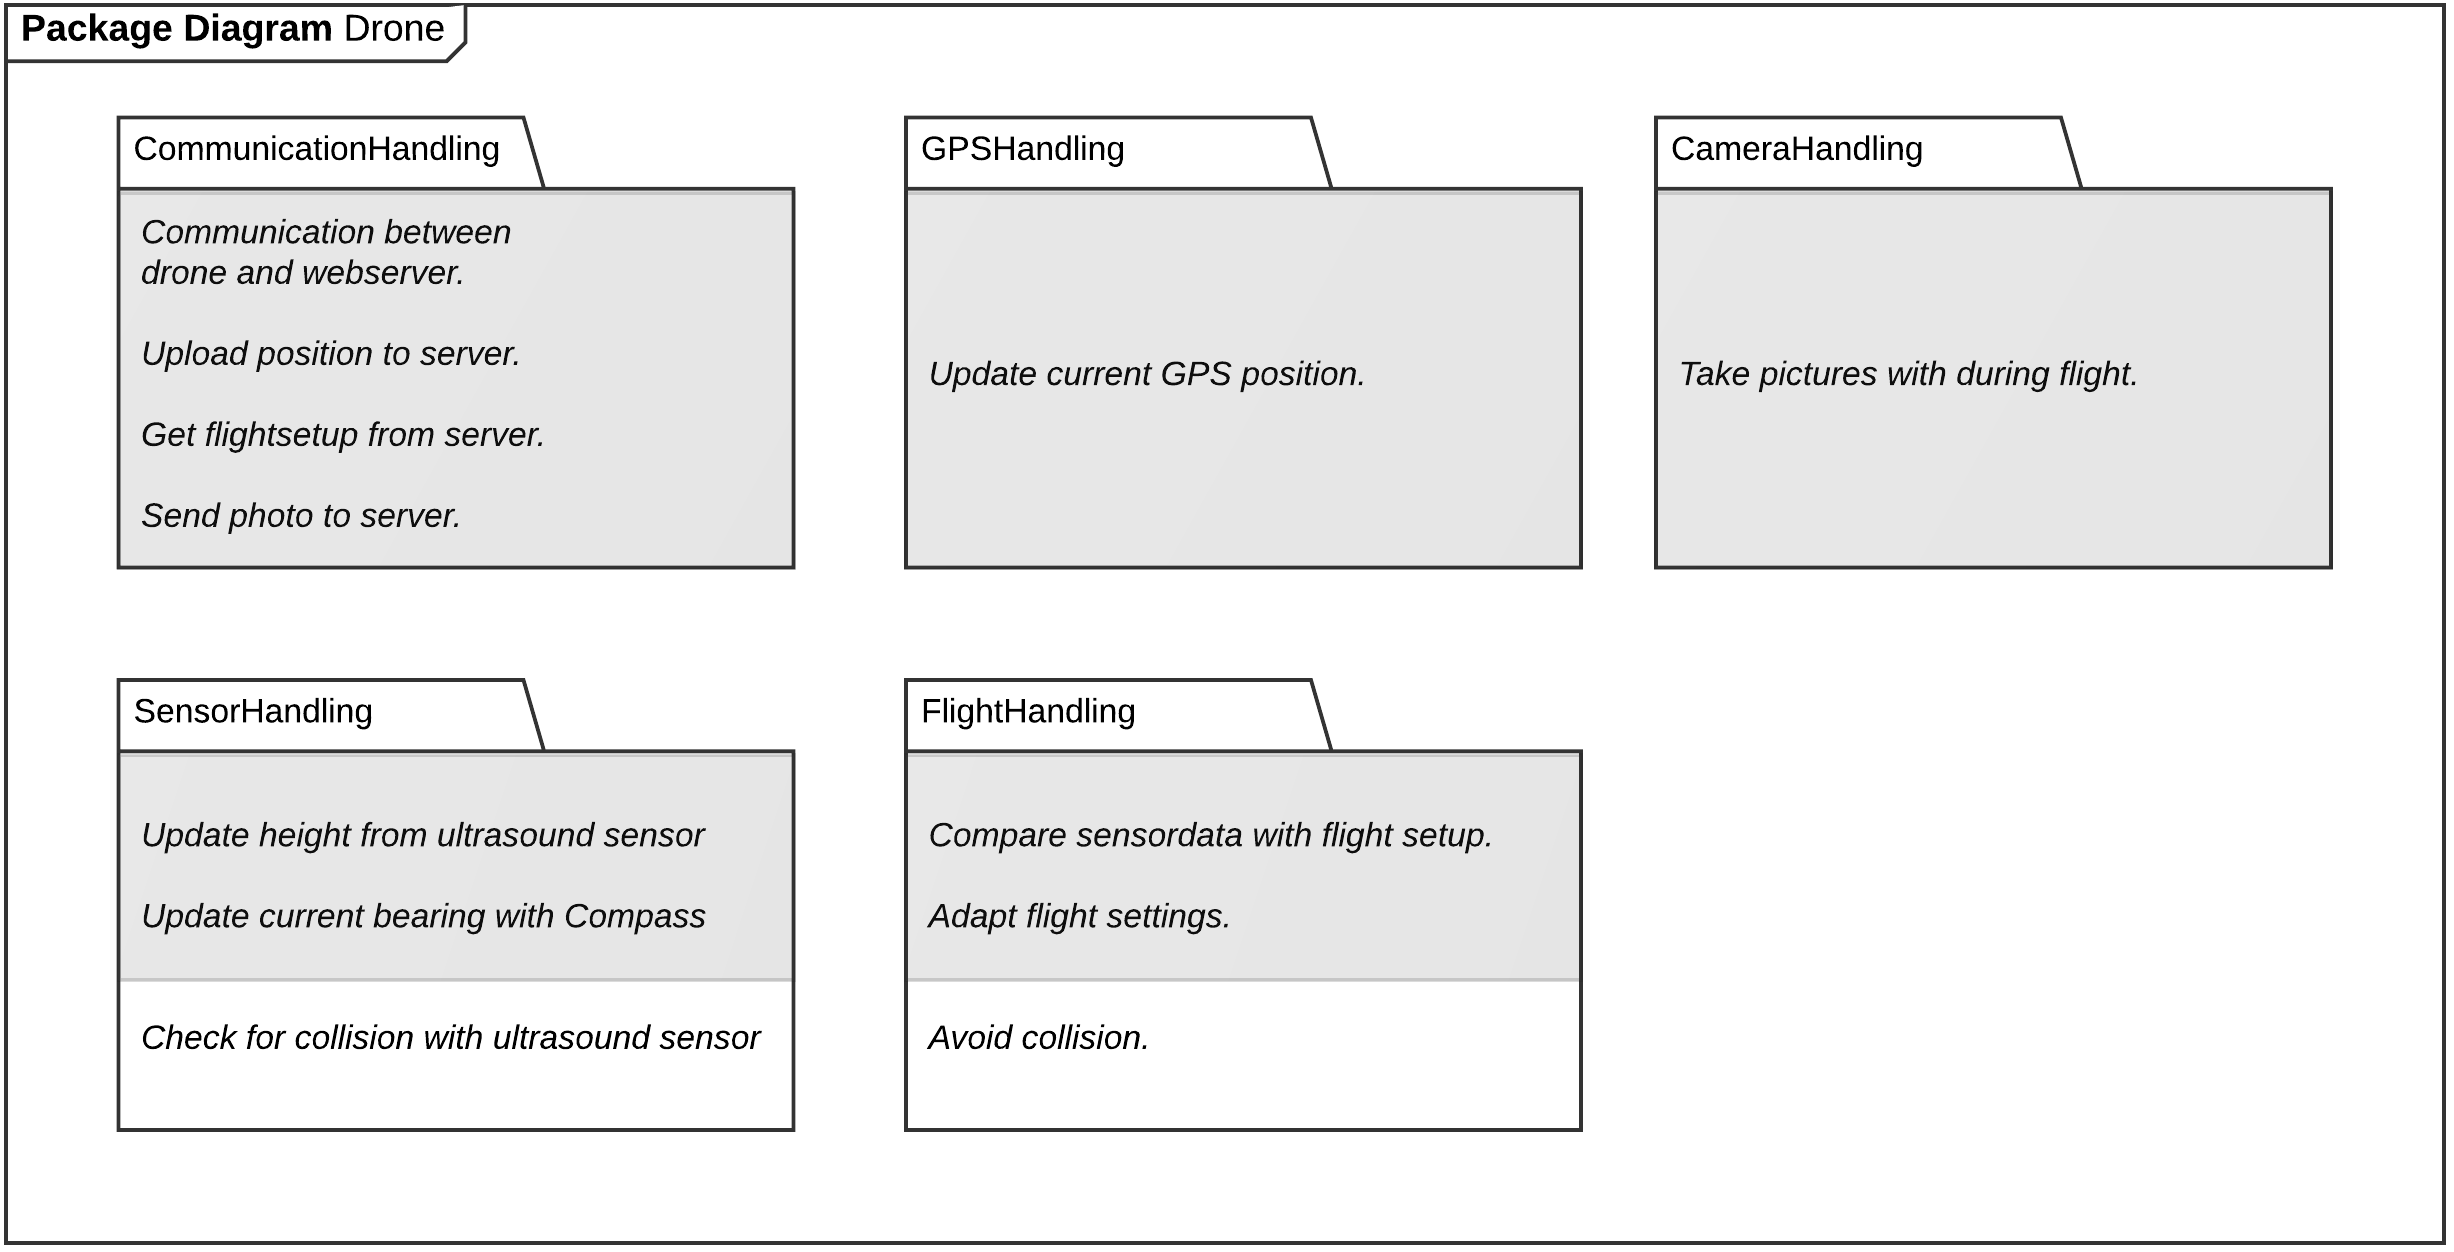 Package Diagram Drone
CommunicationHandling
Communication between
drone and webserver.
Upload position to server.
Get flightsetup from server.
Send photo to server.
GPSHandling
Update current GPS position.
CameraHandling
Take pictures with during flight.
SensorHandling
Update height from ultrasound sensor
Update current bearing with Compass
Check for collision with ultrasound sensor
FlightHandling
Compare sensordata with flight setup.
Adapt flight settings.
Avoid collision.